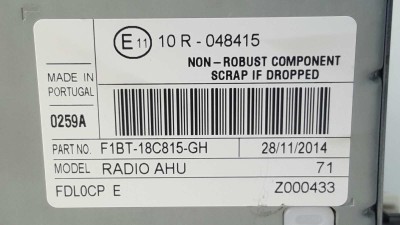 E 11 10 R - 048415
NON-ROBUST COMPONENT
SCRAP IF DROPPED
MADE IN
PORTUGAL
0259A
PART NO. F1BT-18C815-GH 28/11/2014
MODEL RADIO AHU 71
FDL0CP E Z000433